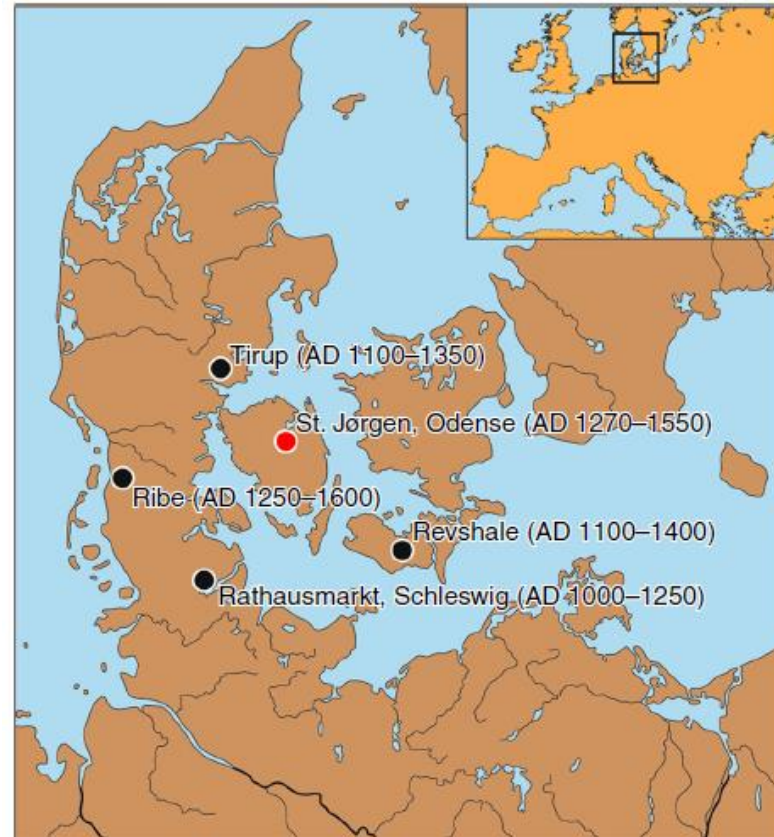 Tirup (AD 1100–1350)
St. Jørgen, Odense (AD 1270–1550)
Ribe (AD 1250–1600)
Revshale (AD 1100–1400)
Rathausmarkt, Schleswig (AD 1000–1250)